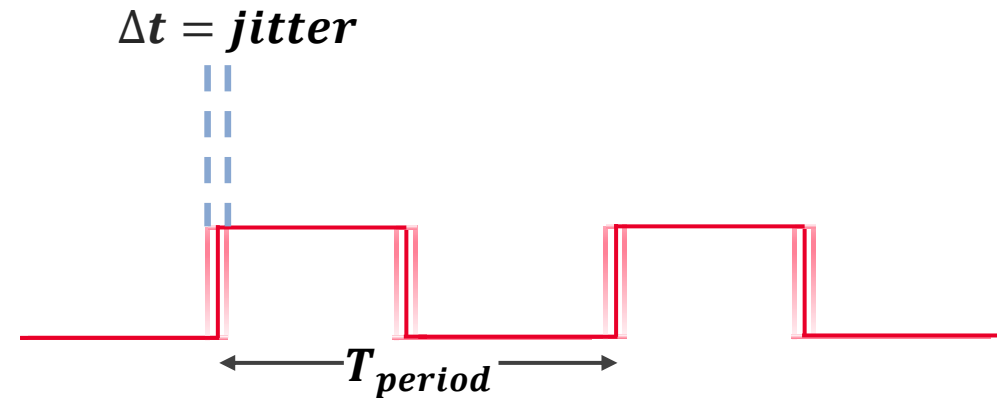 Δt = jitter
T_period